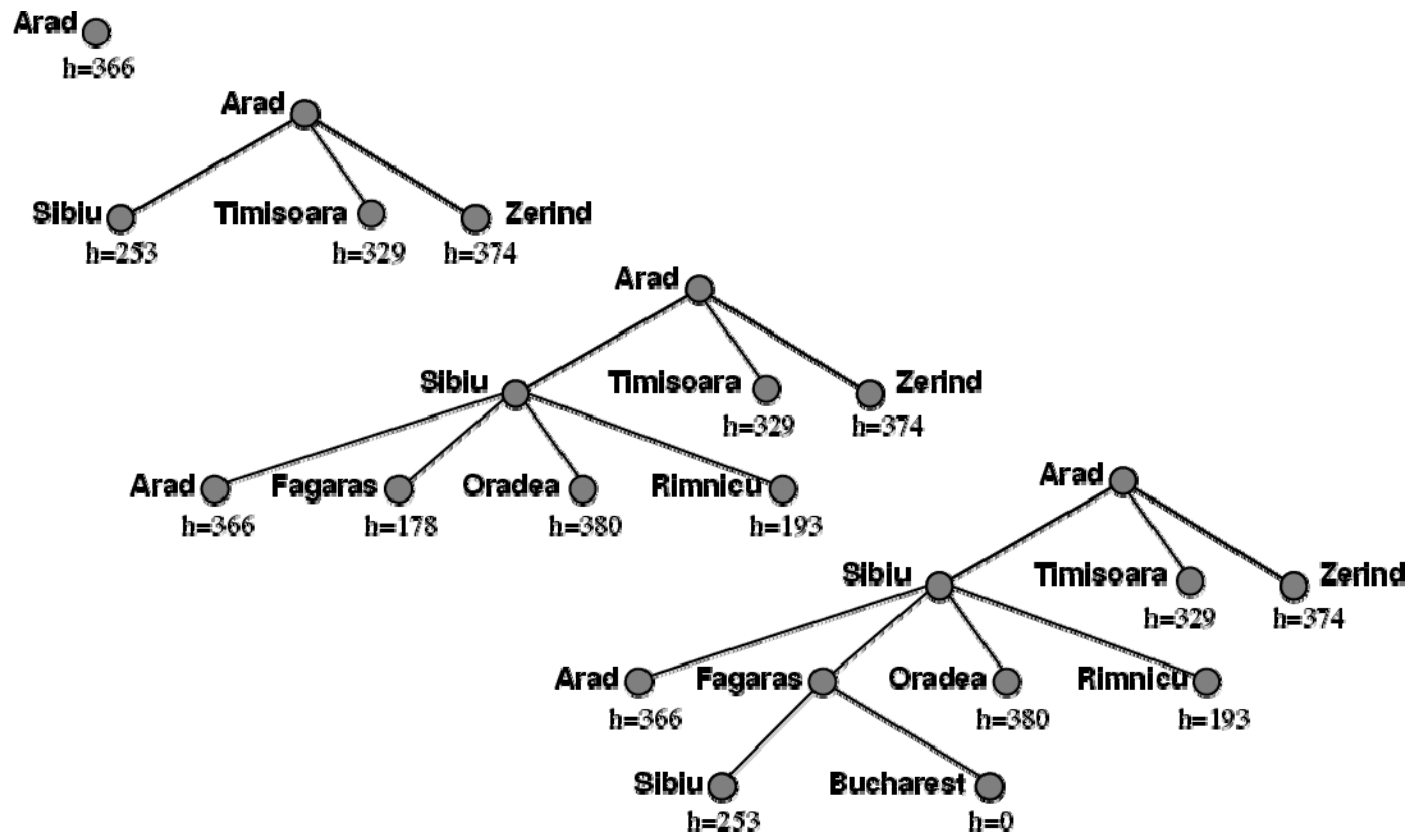 Arad
h=366
Arad
Sibiu Timisoara Zerind
h=253 h=329 h=374
Arad
Sibiu Timisoara Zerind
h=329 h=374
Arad Fagaras Oradea Rimnicu
h=366 h=178 h=380 h=193
Arad
Sibiu Timisoara Zerind
h=329 h=374
Arad Fagaras Oradea Rimnicu
h=366 h=380 h=193
Sibiu Bucharest
h=253 h=0